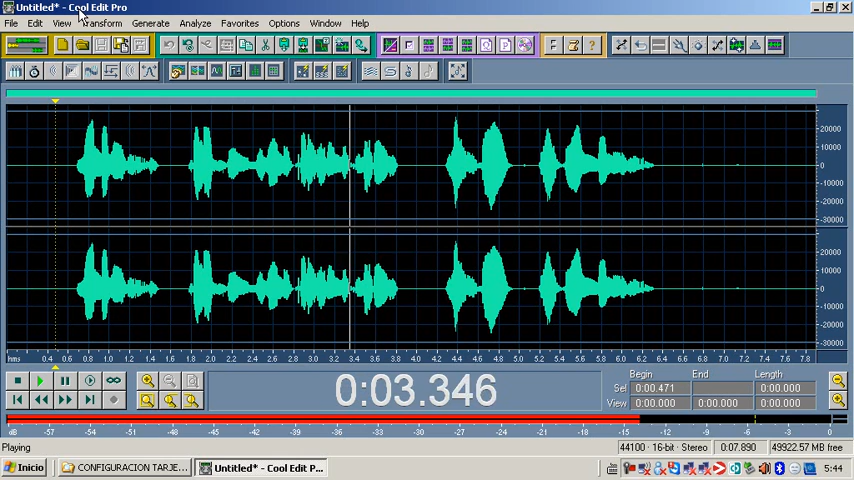 Untitled* - Cool Edit Pro
File Edit View Transform Generate Analyze Favorites Options Window Help
20000
10000
0
-10000
-20000
-30000
20000
10000
0
-10000
-20000
-30000
hms 0.4 0.6 0.8 1.0 1.2 1.4 1.6 1.8 2.0 2.2 2.4 2.6 2.8 3.0 3.2 3.4 3.6 3.8 4.0 4.2 4.4 4.6 4.8 5.0 5.2 5.4 5.6 5.8 6.0 6.2 6.4 6.6 6.8 7.0 7.2 7.4 7.8
0:03.346
Begin End Length
Sel 0:00.471 0:00.000
View 0:00.000 0:00.000 0:00.000
dB -57 -54 -48 -45 -42 -39 -36 -33 -30 -27 -24 -21 -18 -15 -12 -9 -6 -3 0
Playing 44100 · 16-bit · Stereo 0:07.890 49922.57 MB free
Inicio CONFIGURACION TARJE... Untitled* - Cool Edit P... 5:44